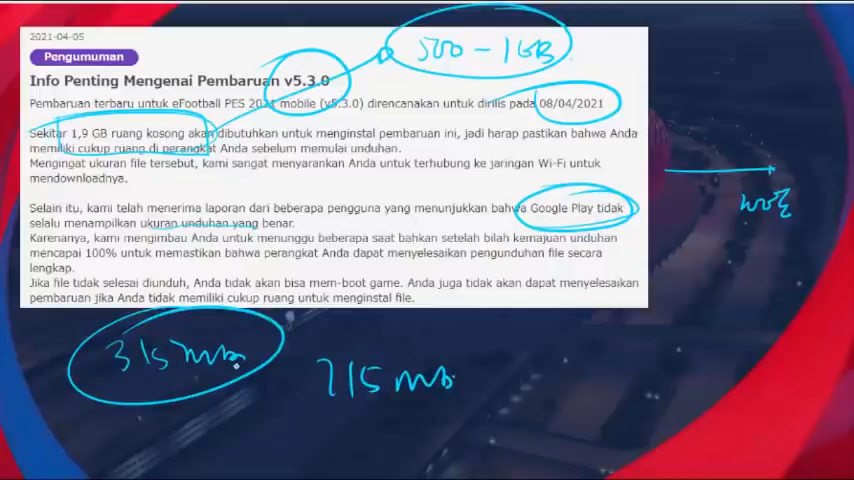 2021-04-05
500 - 1GB
Pengumuman
Info Penting Mengenai Pembaruan v5.3.0
Pembaruan terbaru untuk eFootball PES 2021 mobile (v5.3.0) direncanakan untuk dirilis pada 08/04/2021
Sekitar 1,9 GB ruang kosong akan dibutuhkan untuk menginstal pembaruan ini, jadi harap pastikan bahwa Anda
memiliki cukup ruang di perangkat Anda sebelum memulai unduhan.
Mengingat ukuran file tersebut, kami sangat menyarankan Anda untuk terhubung ke jaringan Wi-Fi untuk
mendownloadnya.
Selain itu, kami telah menerima laporan dari beberapa pengguna yang menunjukkan bahwa Google Play tidak
selalu menampilkan ukuran unduhan yang benar.
Karenanya, kami mengimbau Anda untuk menunggu beberapa saat bahkan setelah bilah kemajuan unduhan
mencapai 100% untuk memastikan bahwa perangkat Anda dapat menyelesaikan pengunduhan file secara
lengkap.
Jika file tidak selesai diunduh, Anda tidak akan bisa mem-boot game. Anda juga tidak akan dapat menyelesaikan
pembaruan jika Anda tidak memiliki cukup ruang untuk menginstal file.
315 mb
715 mb